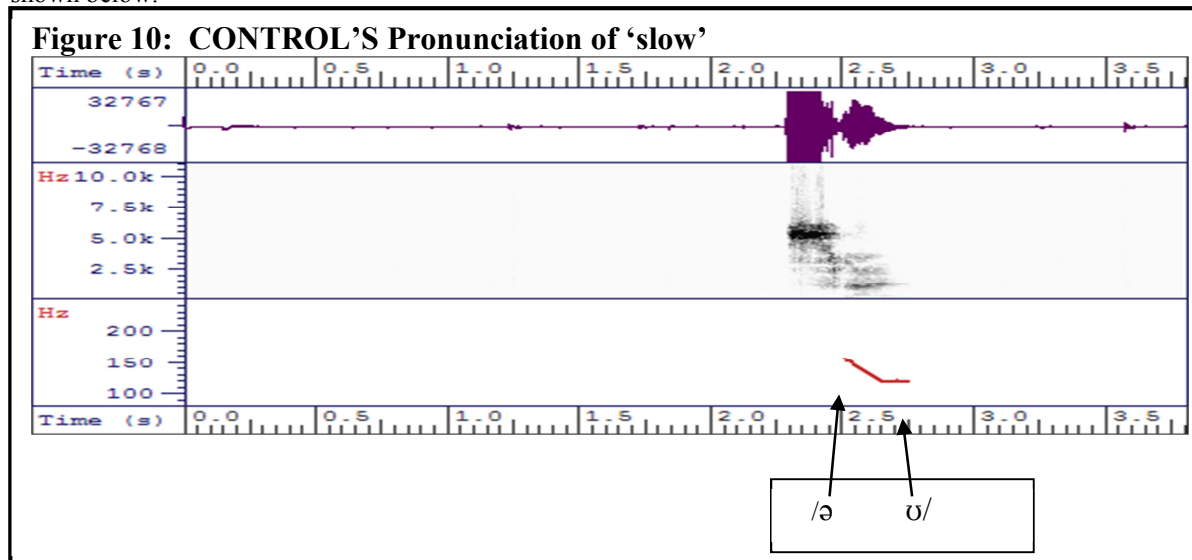 shown below:
Figure 10: CONTROL'S Pronunciation of 'slow'
Time (s) 0.0 0.5 1.0 1.5 2.0 2.5 3.0 3.5
32767
-32768
Hz 10.0k
7.5k
5.0k
2.5k
Hz
200
150
100
Time (s) 0.0 0.5 1.0 1.5 2.0 2.5 3.0 3.5
/ə ʊ/